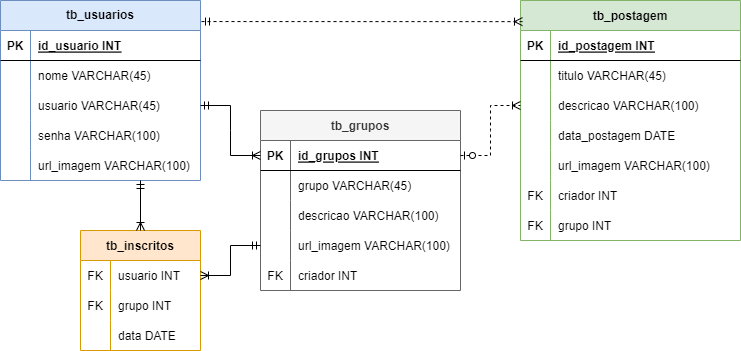 tb_usuarios
PK id_usuario INT
nome VARCHAR(45)
usuario VARCHAR(45)
senha VARCHAR(100)
url_imagem VARCHAR(100)
tb_grupos
PK id_grupos INT
grupo VARCHAR(45)
descricao VARCHAR(100)
url_imagem VARCHAR(100)
FK criador INT
tb_postagem
PK id_postagem INT
titulo VARCHAR(45)
descricao VARCHAR(100)
data_postagem DATE
url_imagem VARCHAR(100)
FK criador INT
FK grupo INT
tb_inscritos
FK usuario INT
FK grupo INT
data DATE